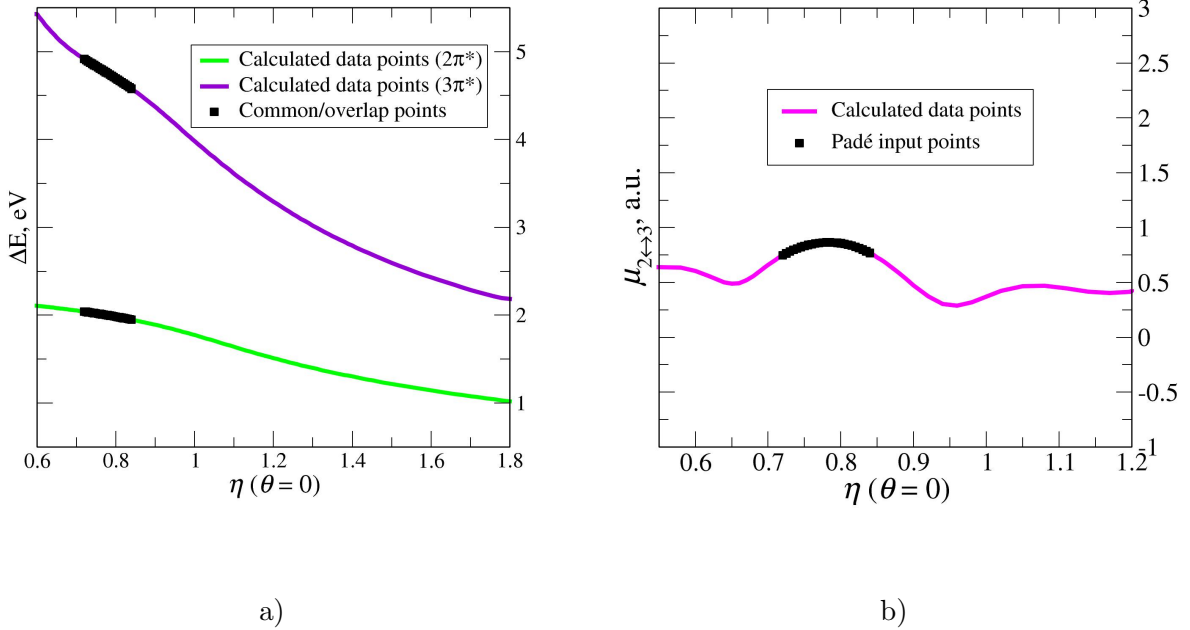 Calculated data points (2π*)
Calculated data points (3π*)
Common/overlap points
ΔE, eV
5
4
3
2
1
0.6 0.8 1 1.2 1.4 1.6 1.8
η (θ = 0)
a)
Calculated data points
Padé input points
μ2↔3, a.u.
3
2.5
2
1.5
1
0.5
0
-0.5
-1
0.6 0.7 0.8 0.9 1 1.1 1.2
η (θ = 0)
b)